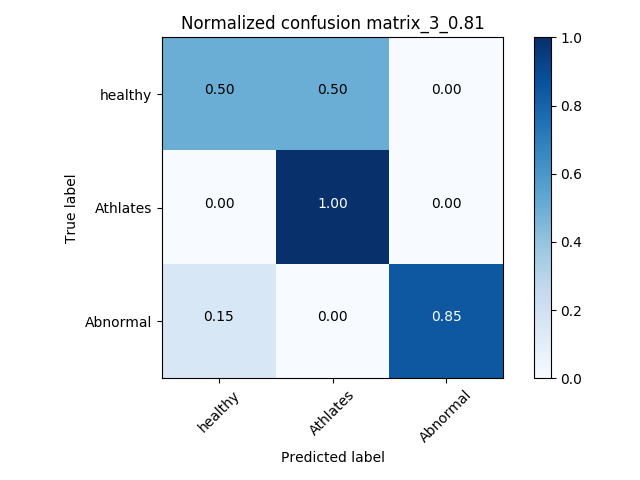 Normalized confusion matrix_3_0.81
True label
healthy
0.50 0.50 0.00
Athlates
0.00 1.00 0.00
Abnormal
0.15 0.00 0.85
healthy Athlates Abnormal
Predicted label
1.0
0.8
0.6
0.4
0.2
0.0